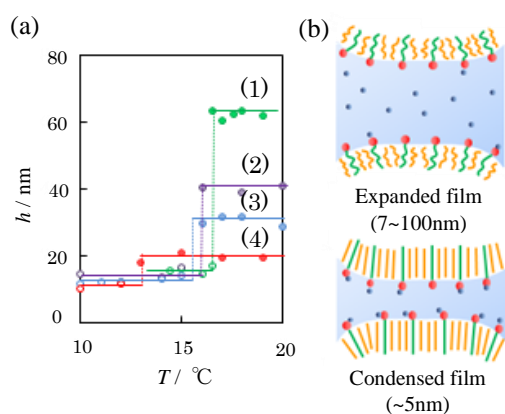 (a)
(b)
80
60
40
20
0
h / nm
(1)
(2)
(3)
(4)
10
15
20
T / ℃
Expanded film
(7~100nm)
Condensed film
(~5nm)